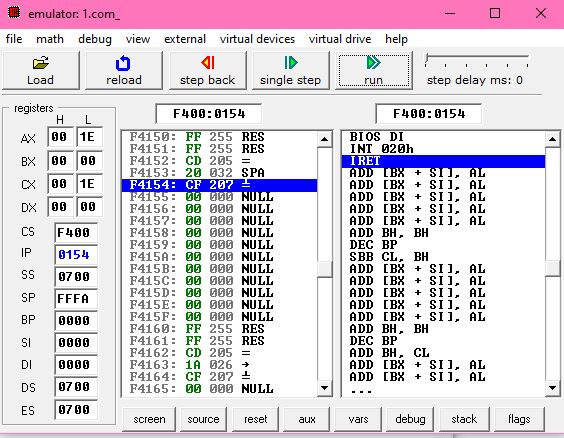 emulator: 1.com_
file math debug view external virtual devices virtual drive help
Load reload step back single step run step delay ms: 0
registers
H L
AX 00 1E
BX 00 00
CX 00 1E
DX 00 00
CS F400
IP 0154
SS 0700
SP FFFA
BP 0000
SI 0000
DI 0000
DS 0700
ES 0700
F400:0154
F4150: FF 255 RES
F4151: FF 255 RES
F4152: CD 205 =
F4153: 20 032 SPA
F4154: CF 207 ╧
F4155: 00 000 NULL
F4156: 00 000 NULL
F4157: 00 000 NULL
F4158: 00 000 NULL
F4159: 00 000 NULL
F415A: 00 000 NULL
F415B: 00 000 NULL
F415C: 00 000 NULL
F415D: 00 000 NULL
F415E: 00 000 NULL
F415F: 00 000 NULL
F4160: FF 255 RES
F4161: FF 255 RES
F4162: CD 205 =
F4163: 1A 026 →
F4164: CF 207 ╧
F4165: 00 000 NULL
F400:0154
BIOS DI
INT 020h
IRET
ADD [BX + SI], AL
ADD [BX + SI], AL
ADD [BX + SI], AL
ADD [BX + SI], AL
ADD [BX + SI], AL
ADD BH, BH
DEC BP
SBB CL, BH
ADD [BX + SI], AL
ADD [BX + SI], AL
ADD [BX + SI], AL
ADD [BX + SI], AL
ADD [BX + SI], AL
ADD BH, BH
DEC BP
ADD BH, CL
ADD [BX + SI], AL
ADD [BX + SI], AL
...
screen source reset aux vars debug stack flags